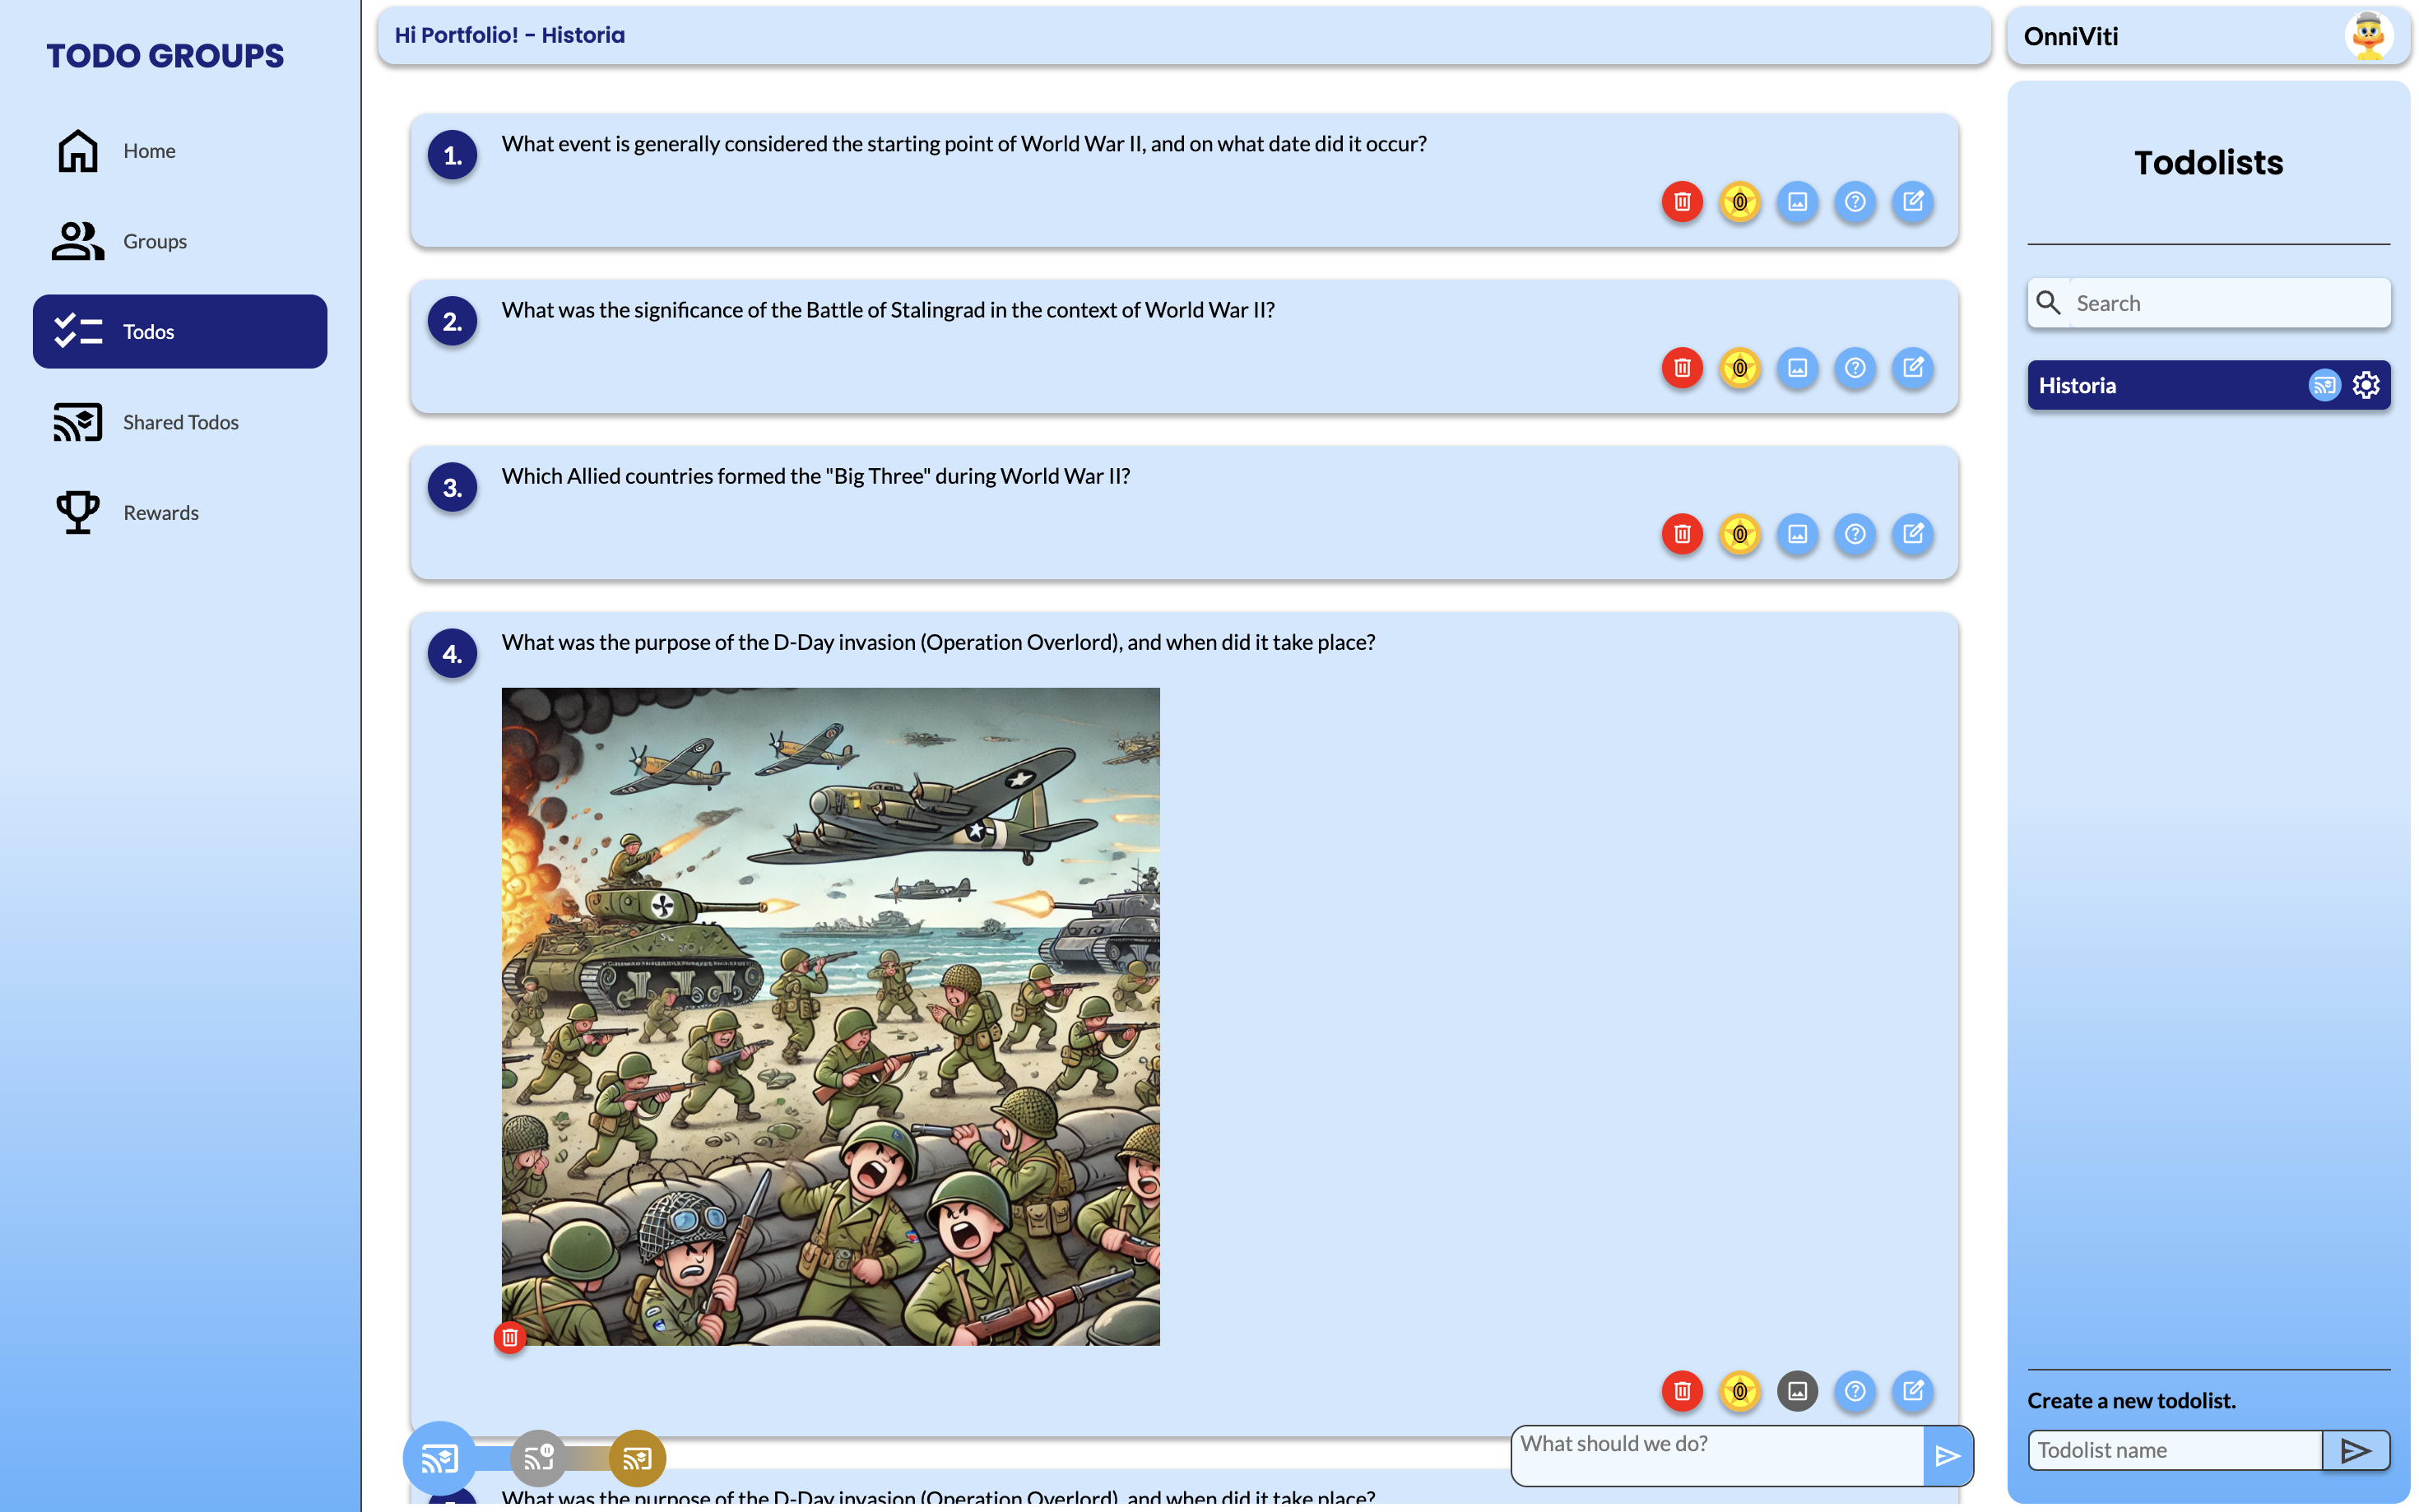 TODO GROUPS
Home
Groups
Todos
Shared Todos
Rewards
Hi Portfolio! - Historia
1.
What event is generally considered the starting point of World War II, and on what date did it occur?
0
2.
What was the significance of the Battle of Stalingrad in the context of World War II?
0
3.
Which Allied countries formed the "Big Three" during World War II?
0
4.
What was the purpose of the D-Day invasion (Operation Overlord), and when did it take place?
0
What should we do?
What was the purpose of the D-Day invasion (Operation Overlord), and when did it take place?
OnniViti
Todolists
Search
Historia
Create a new todolist.
Todolist name